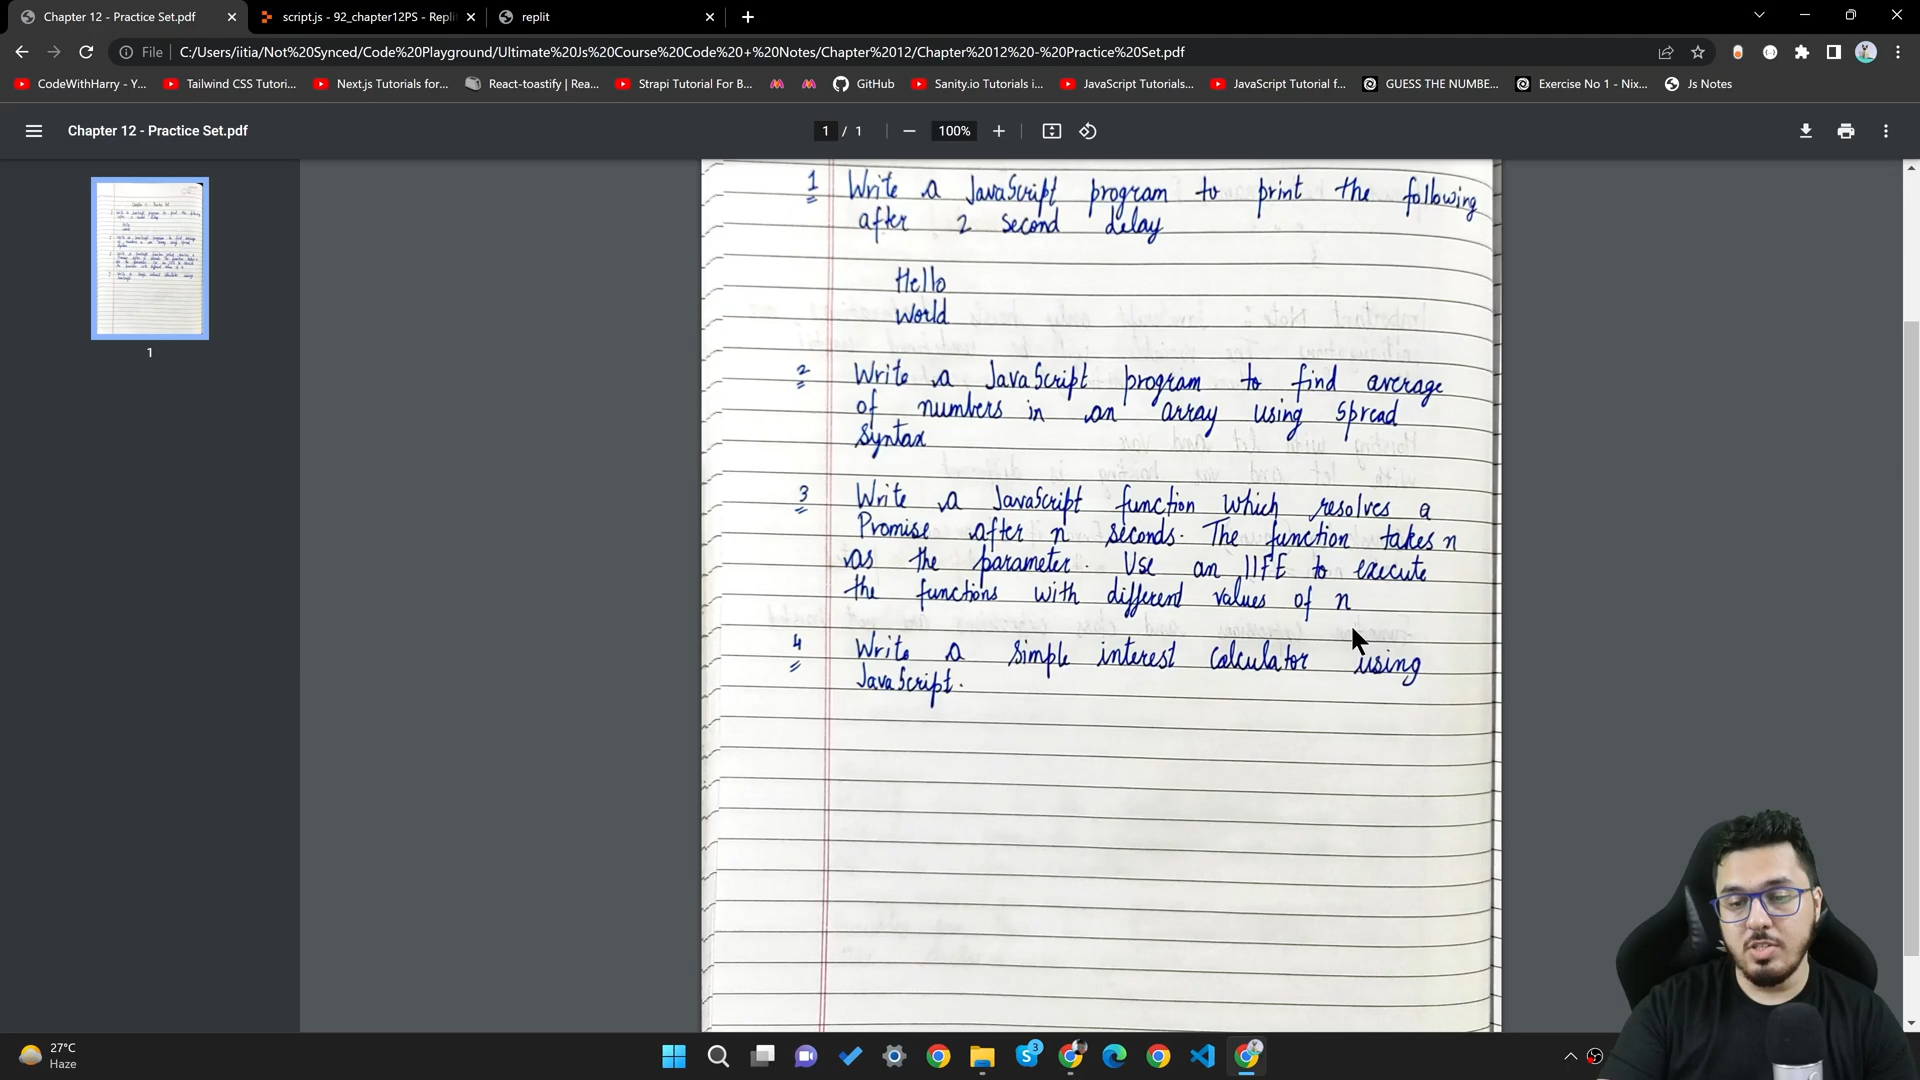 Chapter 12 - Practice Set.pdf
script.js - 92_chapter12PS - Repli
replit
File
C:/Users/iitia/Not%20Synced/Code%20Playground/Ultimate%20Js%20Course%20Code%20+%20Notes/Chapter%2012/Chapter%2012%20-%20Practice%20Set.pdf
CodeWithHarry - Y...
Tailwind CSS Tutori...
Next.js Tutorials for...
React-toastify | Rea...
Strapi Tutorial For B...
GitHub
Sanity.io Tutorials i...
JavaScript Tutorials...
JavaScript Tutorial f...
GUESS THE NUMBE...
Exercise No 1 - Nix...
Js Notes
Chapter 12 - Practice Set.pdf
1 / 1
100%
1
1 Write a JavaScript program to print the following
after 2 second delay
Hello
World
2 Write a JavaScript program to find average
of numbers in an array using spread
syntax
3 Write a JavaScript function which resolves a
Promise after n seconds. The function takes n
as the parameter. Use an IIFE to execute
the functions with different values of n
4 Write a simple interest calculator using
JavaScript.
27°C
Haze
3